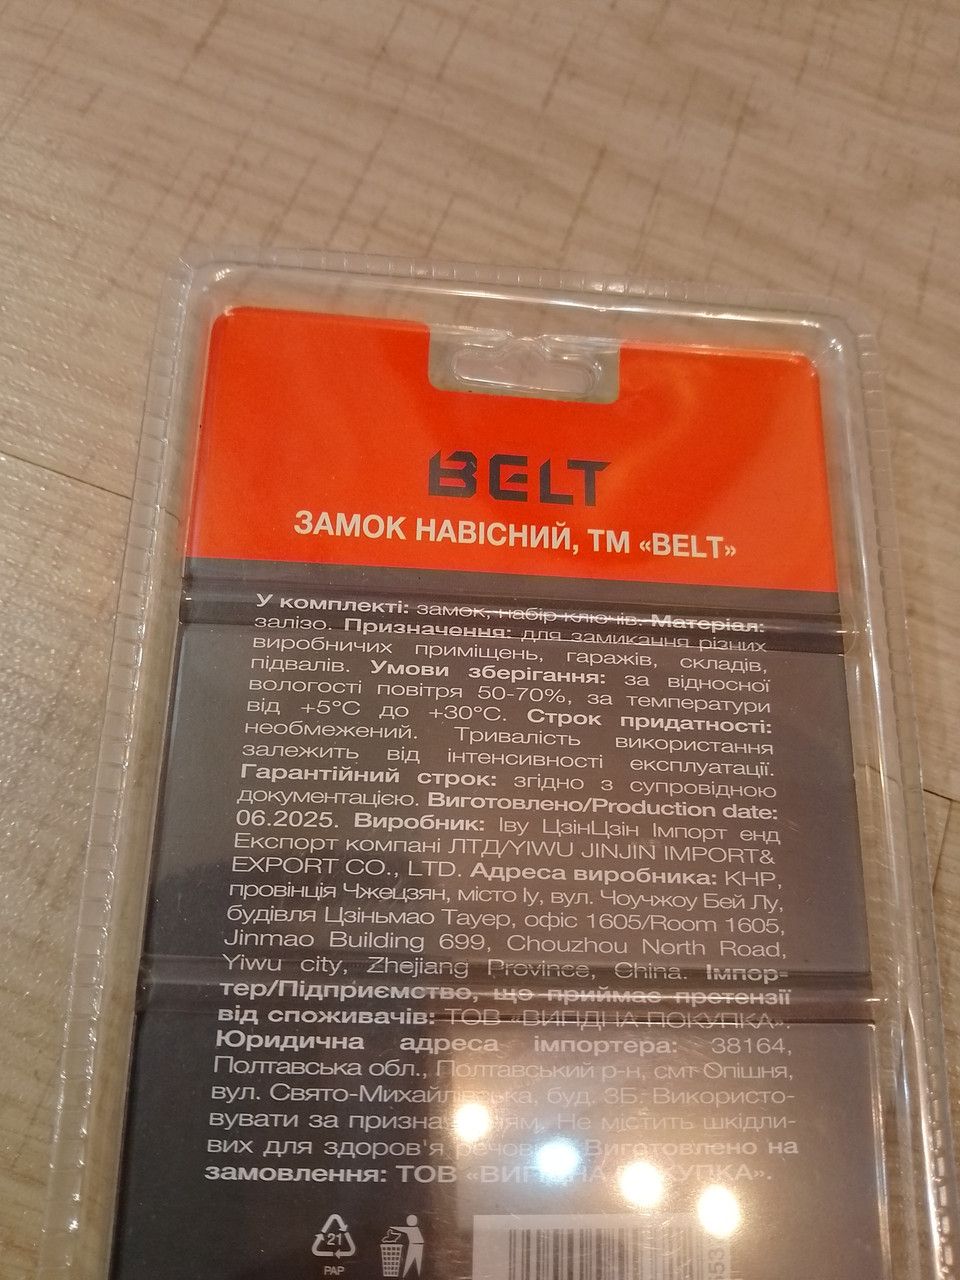 BELT
ЗАМОК НАВІСНИЙ, ТМ «BELT»
У комплекті: замок, набір ключів. Матеріал:
залізо. Призначення: для замикання різних
виробничих приміщень, гаражів, складів,
підвалів. Умови зберігання: за відносної
вологості повітря 50-70%, за температури
від +5°C до +30°C. Строк придатності:
необмежений. Тривалість використання
залежить від інтенсивності експлуатації.
Гарантійний строк: згідно з супровідною
документацією. Виготовлено/Production date:
06.2025. Виробник: Іву ЦзінЦзін Імпорт енд
Експорт компані ЛТД/YIWU JINJIN IMPORT&
EXPORT CO., LTD. Адреса виробника: КНР,
провінція Чжецзян, місто Іу, вул. Чоучжоу Бей Лу,
будівля Цзіньмао Тауер, офіс 1605/Room 1605,
Jinmao Building 699, Chouzhou North Road,
Yiwu city, Zhejiang Province, China. Імпор-
тер/Підприємство, що приймає претензії
від споживачів: ТОВ «ВИГІДНА ПОКУПКА».
Юридична адреса імпортера: 38164,
Полтавська обл., Полтавський р-н, смт Опішня,
вул. Свято-Михайлівська, буд. 3Б. Використо-
вувати за призначенням. Не містить шкідли-
вих для здоров'я речовин. Виготовлено на
замовлення: ТОВ «ВИГІДНА ПОКУПКА».
21
PAP